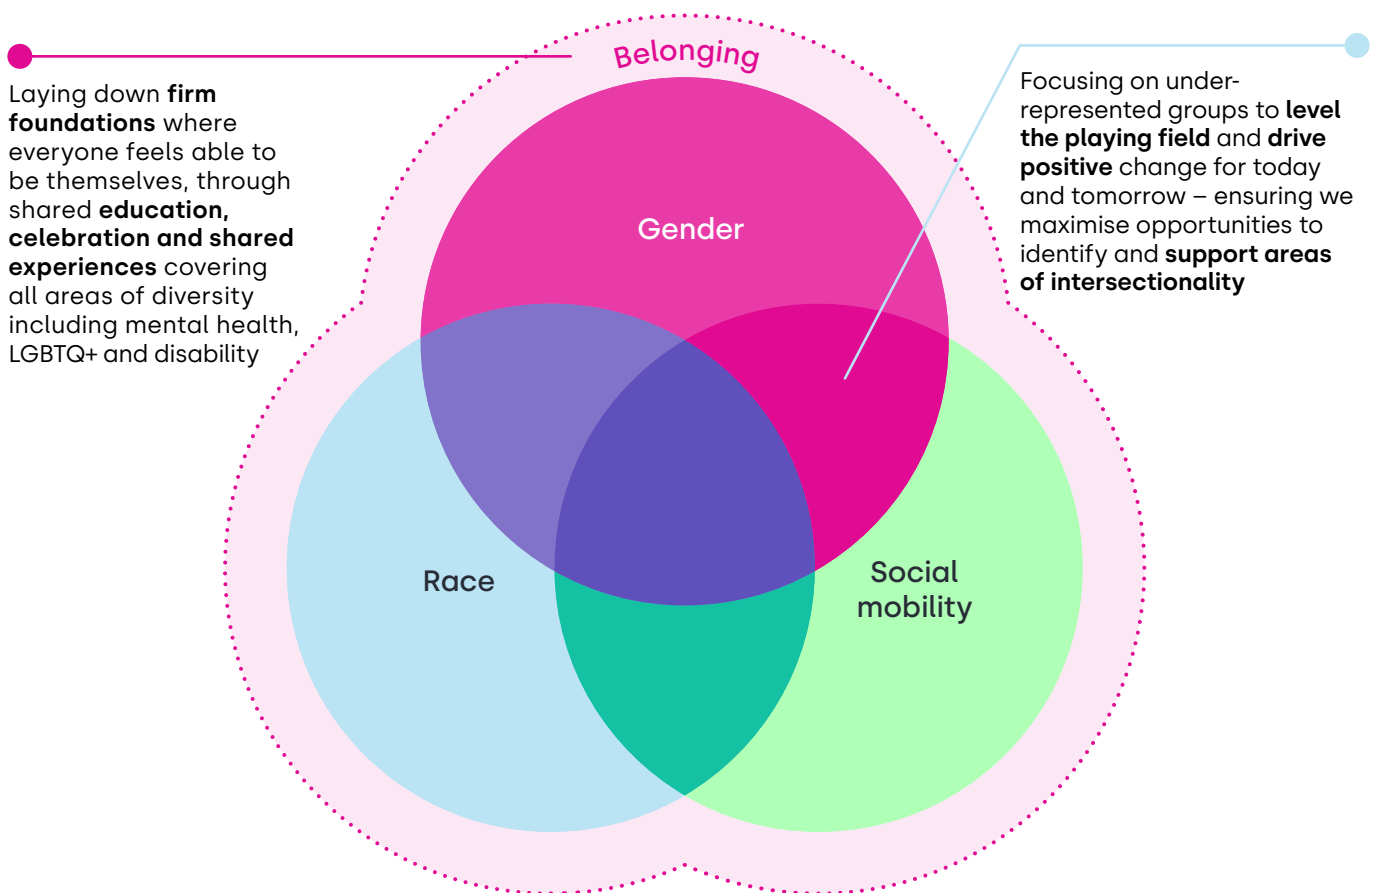 Belonging
Laying down firm
foundations where
everyone feels able to
be themselves, through
shared education,
celebration and shared
experiences covering
all areas of diversity
including mental health,
LGBTQ+ and disability
Focusing on under-
represented groups to level
the playing field and drive
positive change for today
and tomorrow – ensuring we
maximise opportunities to
identify and support areas
of intersectionality
Gender
Race
Social
mobility